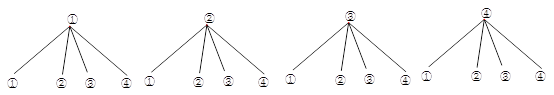 ① ② ③ ④
① ② ③ ④ ① ② ③ ④ ① ② ③ ④ ① ② ③ ④